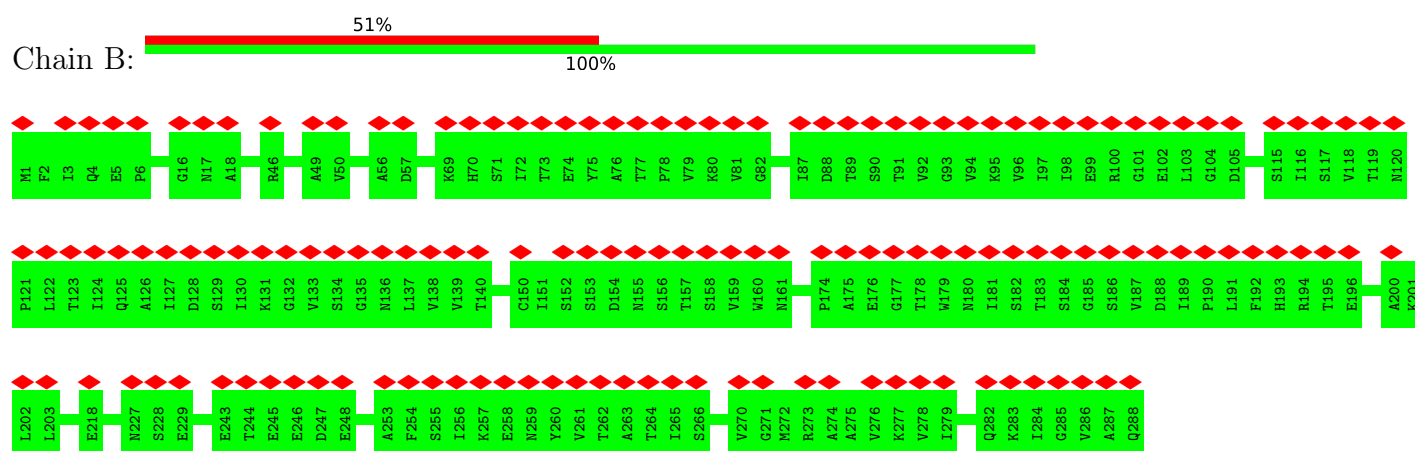 51%
Chain B:
100%
M1 F2 I3 Q4 E5 P6 G16 N17 A18 R46 A49 V50 A56 D57 K69 H70 S71 I72 T73 E74 Y75 A76 T77 P78 V79 K80 V81 G82 I87 D88 T89 S90 T91 V92 G93 V94 K95 V96 I97 I98 E99 R100 G101 E102 L103 G104 D105 S115 I116 S117 V118 T119 N120
P121 L122 T123 I124 Q125 A126 I127 D128 S129 I130 K131 G132 V133 S134 G135 N136 L137 V138 V139 T140 C150 I151 S152 S153 D154 N155 S156 T157 S158 V159 W160 N161 P174 A175 E176 G177 T178 W179 N180 I181 S182 T183 S184 G185 S186 V187 D188 I189 P190 L191 F192 H193 R194 T195 E196 A200 K201
L202 L203 E218 N227 S228 E229 E243 T244 E245 E246 D247 E248 A253 F254 S255 I256 K257 E258 N259 Y260 V261 T262 A263 T264 I265 S266 V270 G271 M272 R273 A274 A275 V276 K277 V278 I279 Q282 K283 I284 G285 V286 A287 Q288